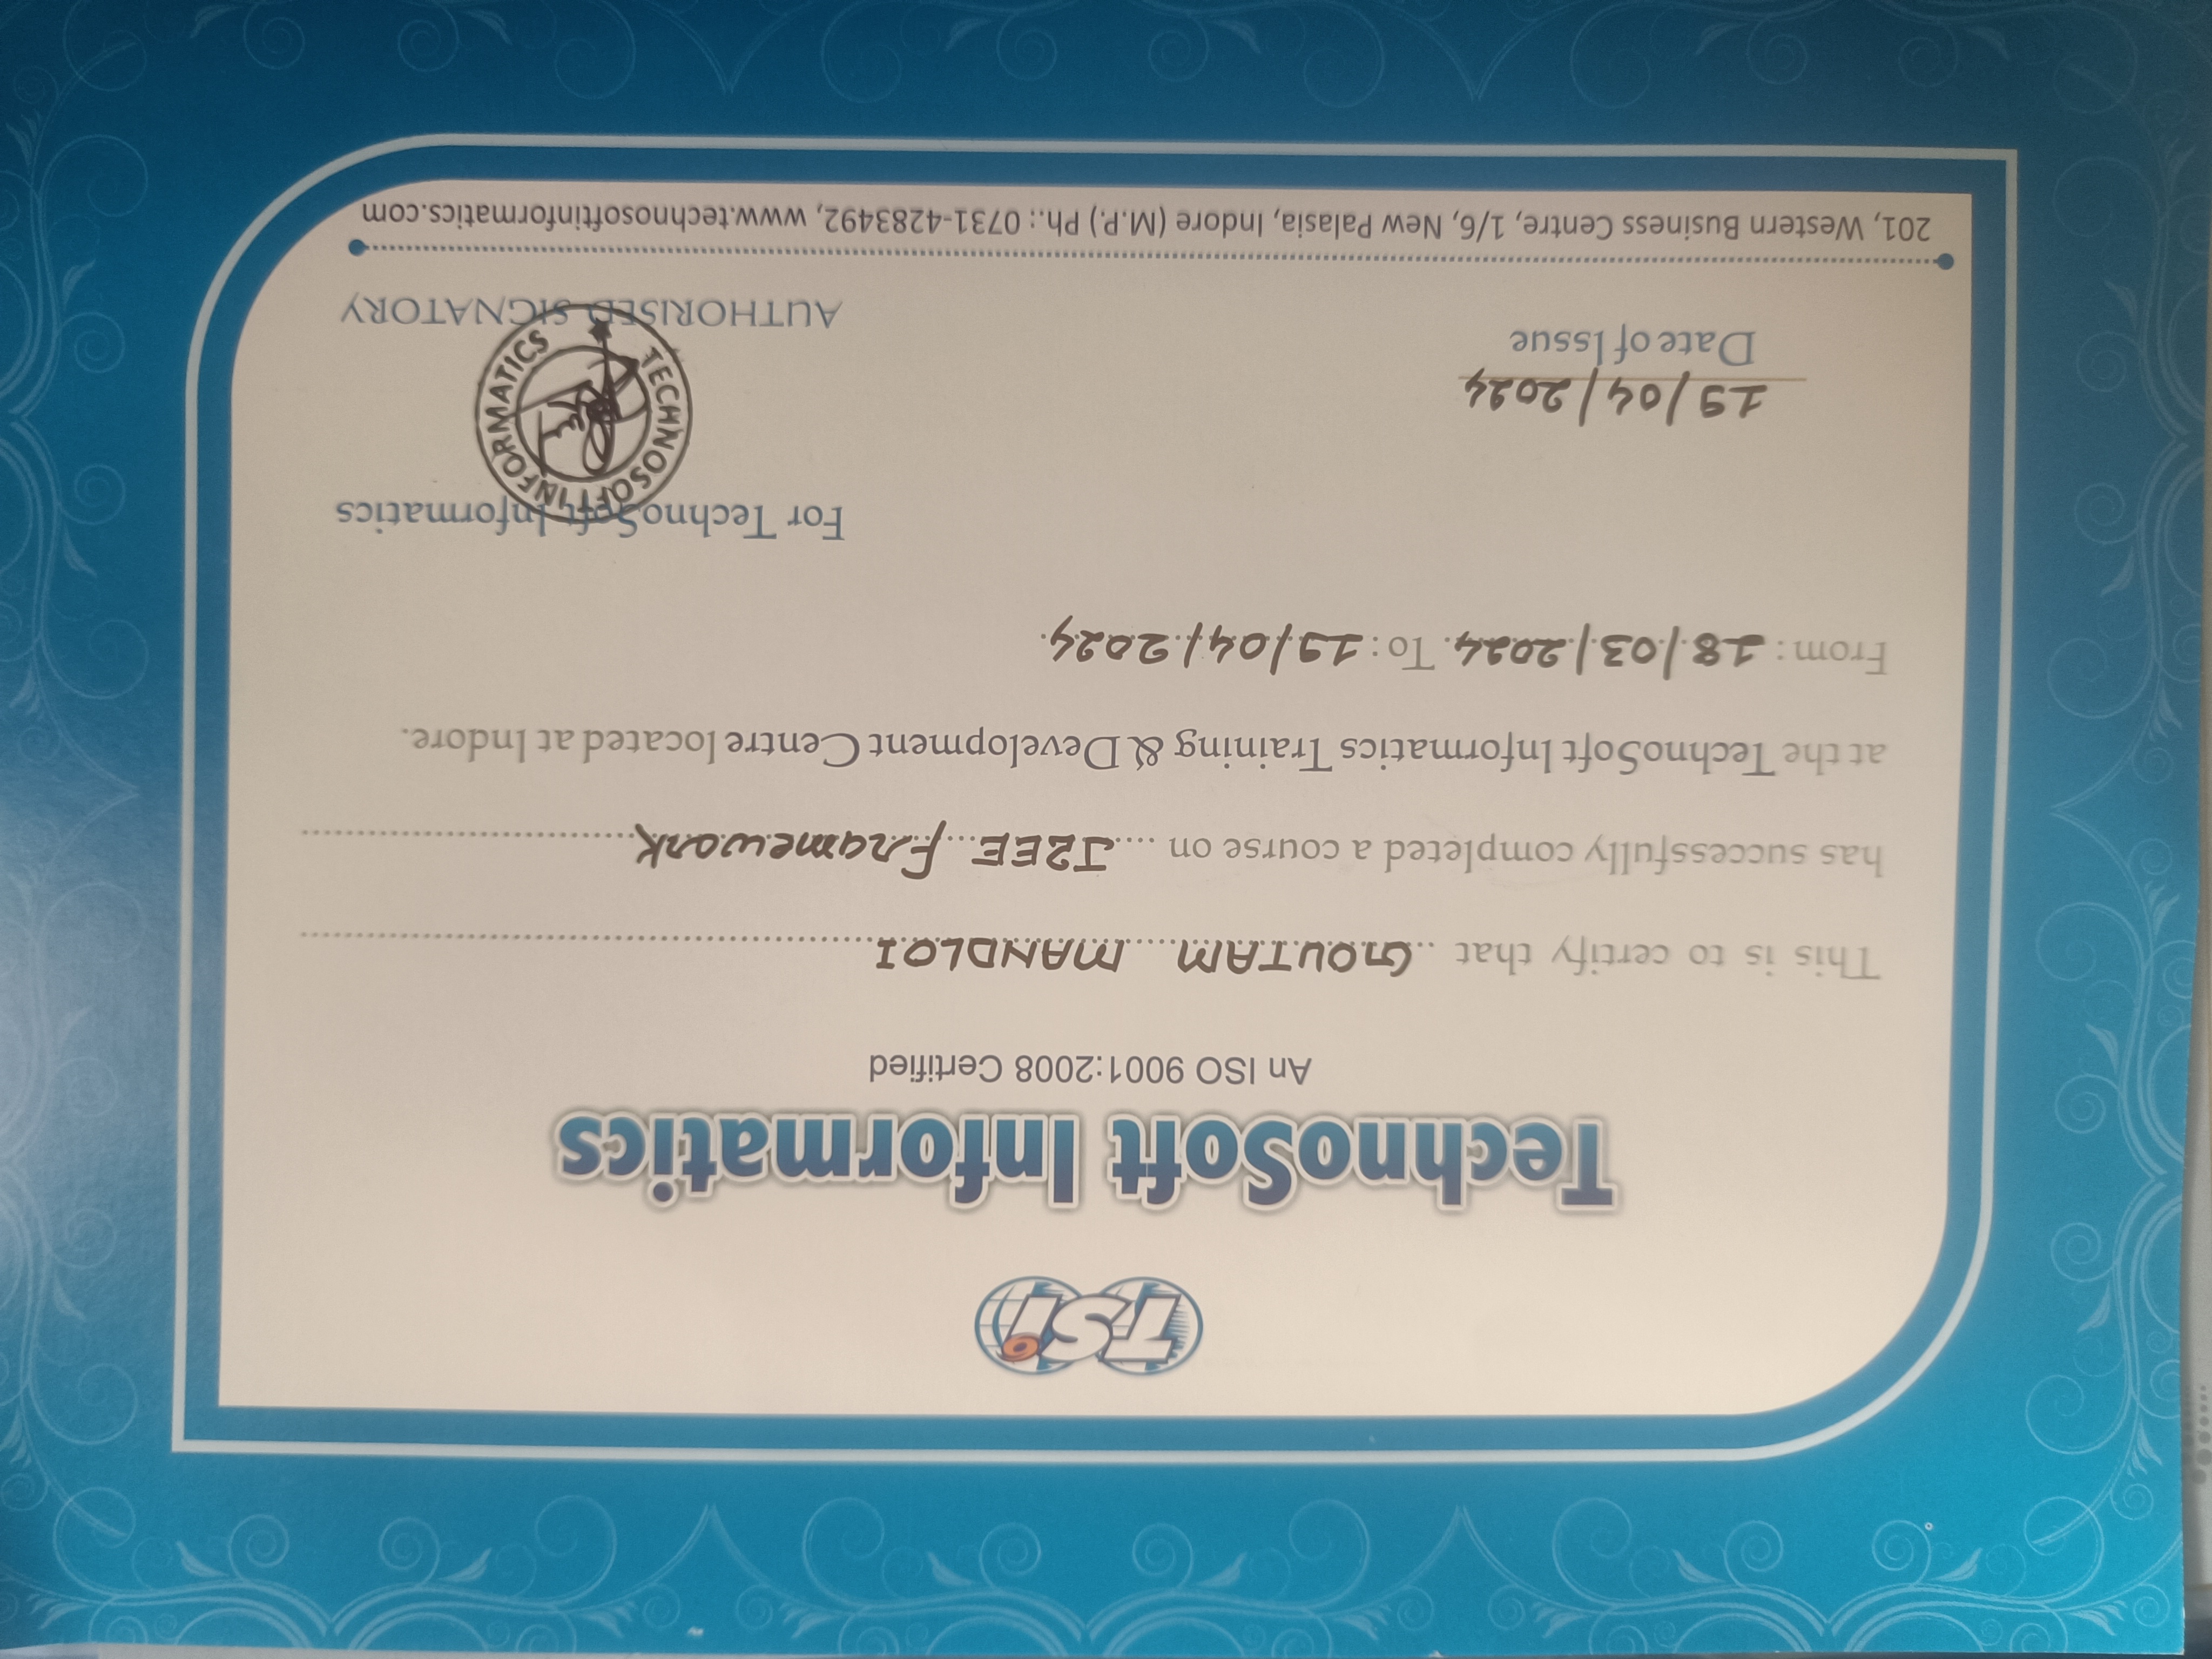 TSi
TechnoSoft Informatics
An ISO 9001:2008 Certified
This is to certify that ..GOUTAM MANDLOI..........
has successfully completed a course on ....J2EE...Framework..........
at the TechnoSoft Informatics Training & Development Centre located at Indore.
From: 18/03/2024. To: 19/04/2024.
For TechnoSoft Informatics
TECHNOSOFT INFORMATICS
19/04/2024
Date of Issue
AUTHORISED SIGNATORY
201, Western Business Centre, 1/6, New Palasia, Indore (M.P.) Ph.: 0731-4283492, www.technosoftinformatics.com